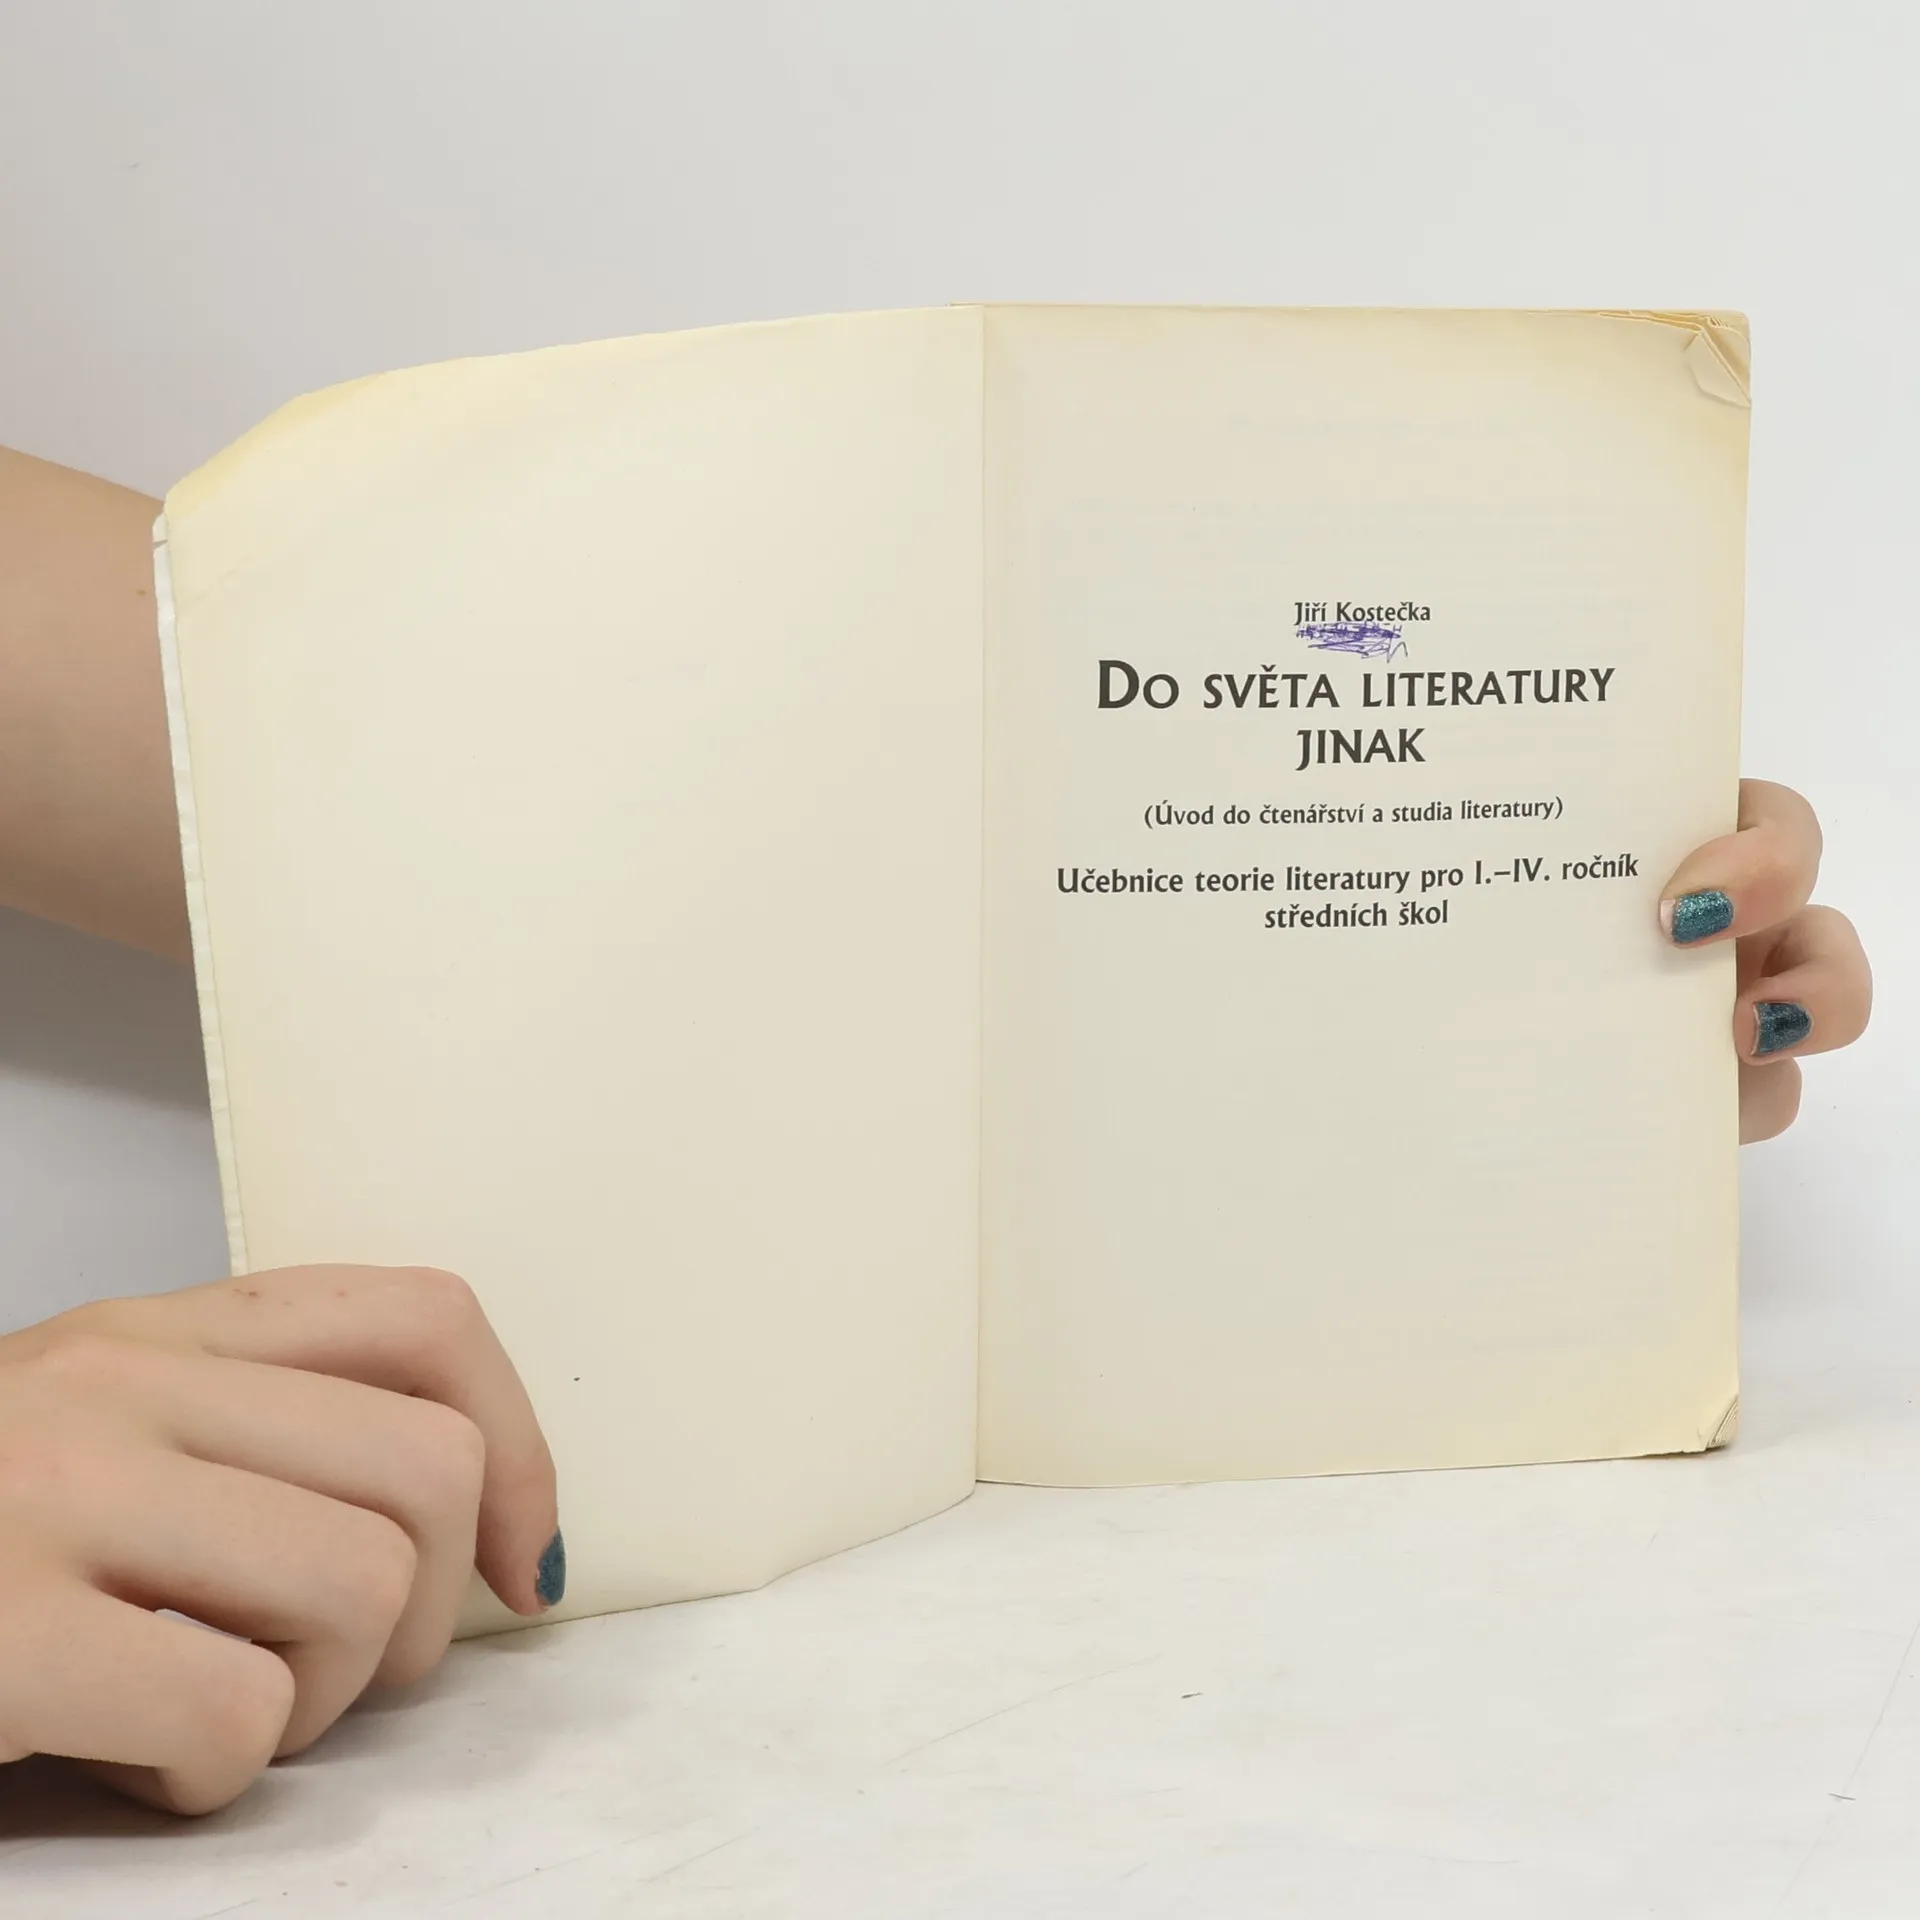 Jiří Kostečka
DO SVĚTA LITERATURY
JINAK
(Úvod do čtenářství a studia literatury)
Učebnice teorie literatury pro I.–IV. ročník
středních škol